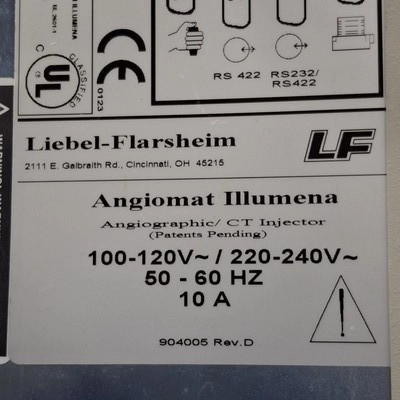 C
UL
CLASSIFIED
CE
0123
RS 422
RS232/
RS422
Liebel-Flarsheim
2111 E. Galbraith Rd., Cincinnati, OH 45215
LF
Angiomat Illumena
Angiographic/ CT Injector
(Patents Pending)
100-120V~ / 220-240V~
50 - 60 HZ
10 A
904005 Rev.D